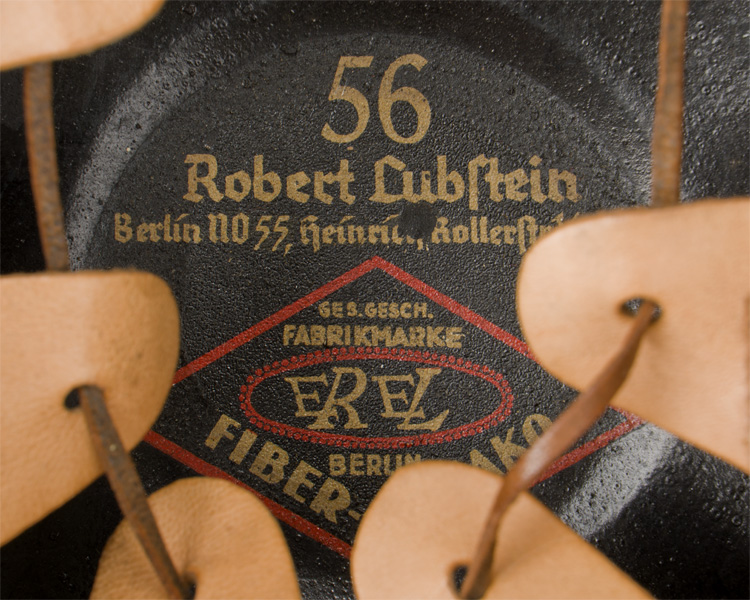 56
Robert Lubstein
Berlin NO 55,
GES. GESCH.
FABRIKMARKE
EREL
BERLIN
FIBER-